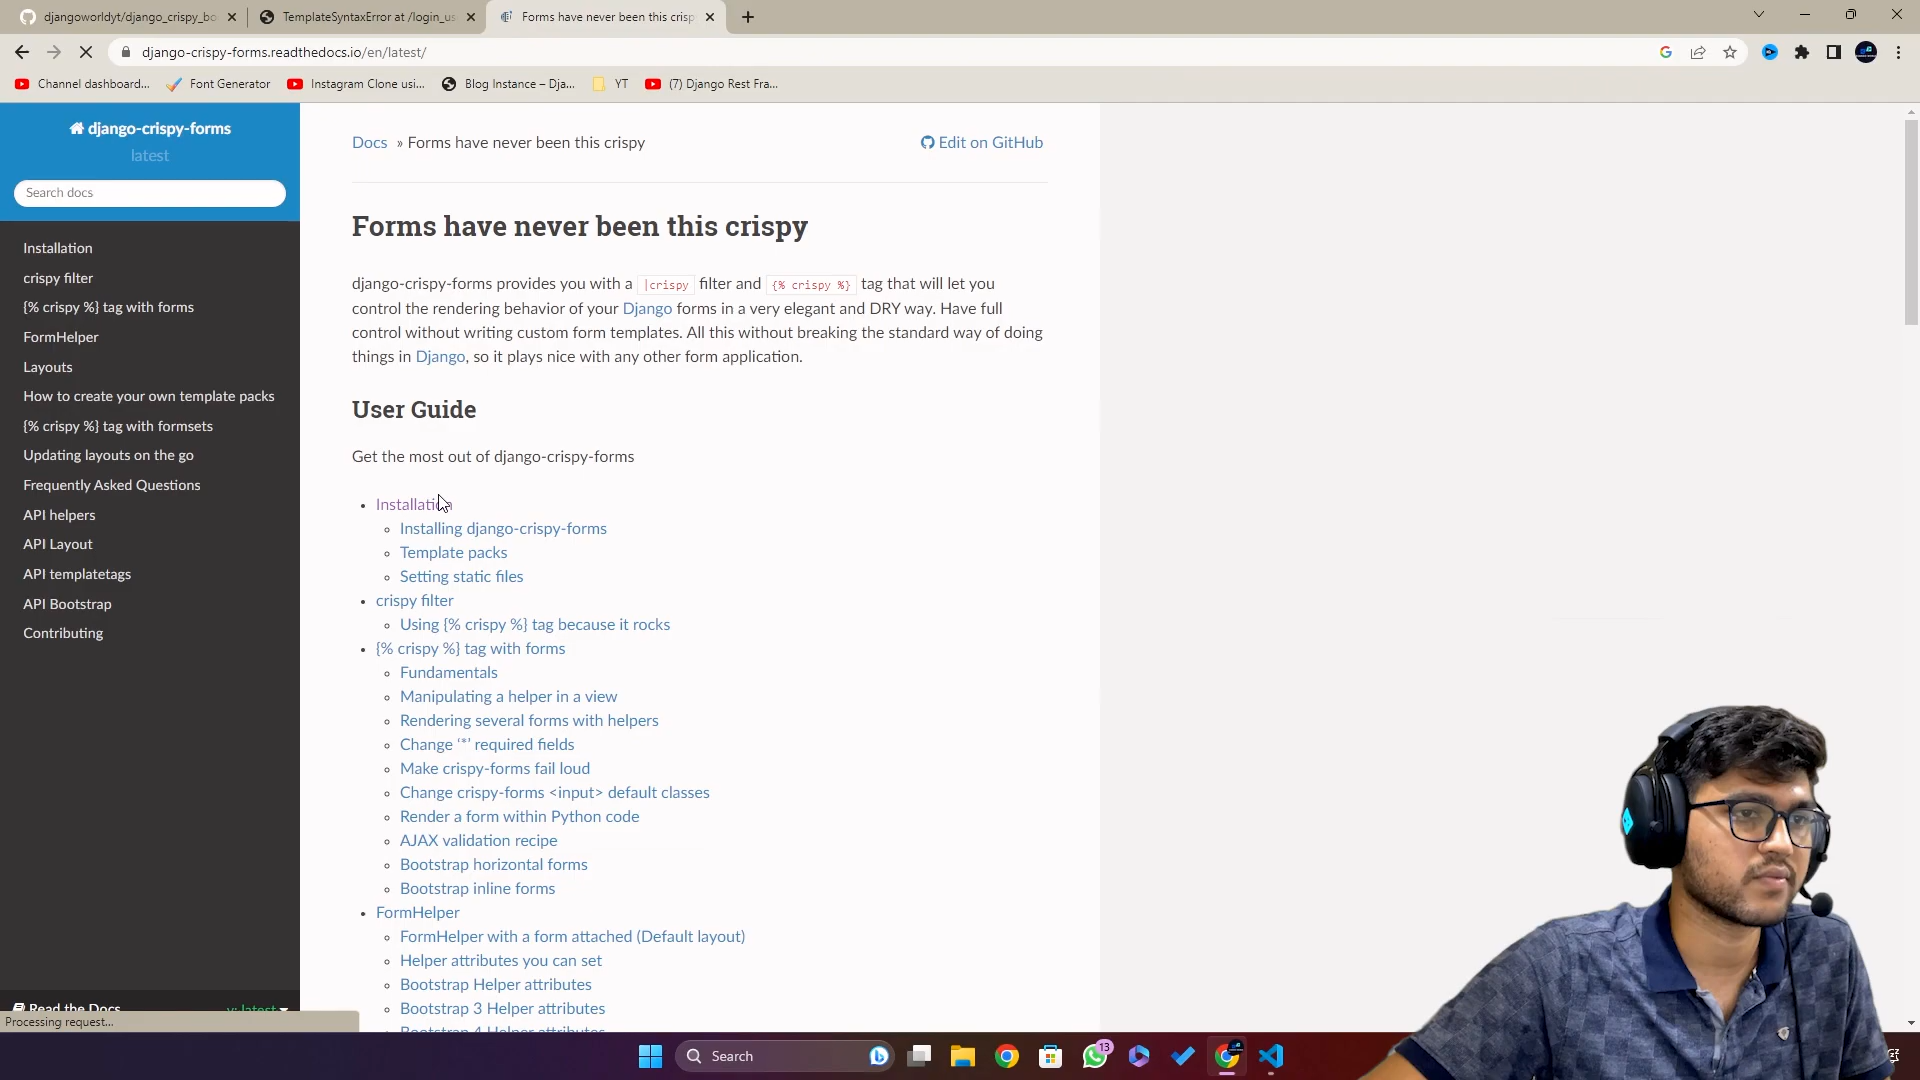 djangoworldyt/django_crispy_bo
TemplateSyntaxError at /login_us
Forms have never been this crisp
django-crispy-forms.readthedocs.io/en/latest/
Channel dashboard...
Font Generator
Instagram Clone usi...
Blog Instance – Dja...
YT
(7) Django Rest Fra...
django-crispy-forms
latest
Search docs
Installation
crispy filter
{% crispy %} tag with forms
FormHelper
Layouts
How to create your own template packs
{% crispy %} tag with formsets
Updating layouts on the go
Frequently Asked Questions
API helpers
API Layout
API templatetags
API Bootstrap
Contributing
Read the Docs
v: latest
Processing request...
Docs » Forms have never been this crispy
Edit on GitHub
Forms have never been this crispy
django-crispy-forms provides you with a |crispy filter and {% crispy %} tag that will let you
control the rendering behavior of your Django forms in a very elegant and DRY way. Have full
control without writing custom form templates. All this without breaking the standard way of doing
things in Django, so it plays nice with any other form application.
User Guide
Get the most out of django-crispy-forms
Installation
Installing django-crispy-forms
Template packs
Setting static files
crispy filter
Using {% crispy %} tag because it rocks
{% crispy %} tag with forms
Fundamentals
Manipulating a helper in a view
Rendering several forms with helpers
Change ‘*’ required fields
Make crispy-forms fail loud
Change crispy-forms <input> default classes
Render a form within Python code
AJAX validation recipe
Bootstrap horizontal forms
Bootstrap inline forms
FormHelper
FormHelper with a form attached (Default layout)
Helper attributes you can set
Bootstrap Helper attributes
Bootstrap 3 Helper attributes
Bootstrap 4 Helper attributes
Search
13